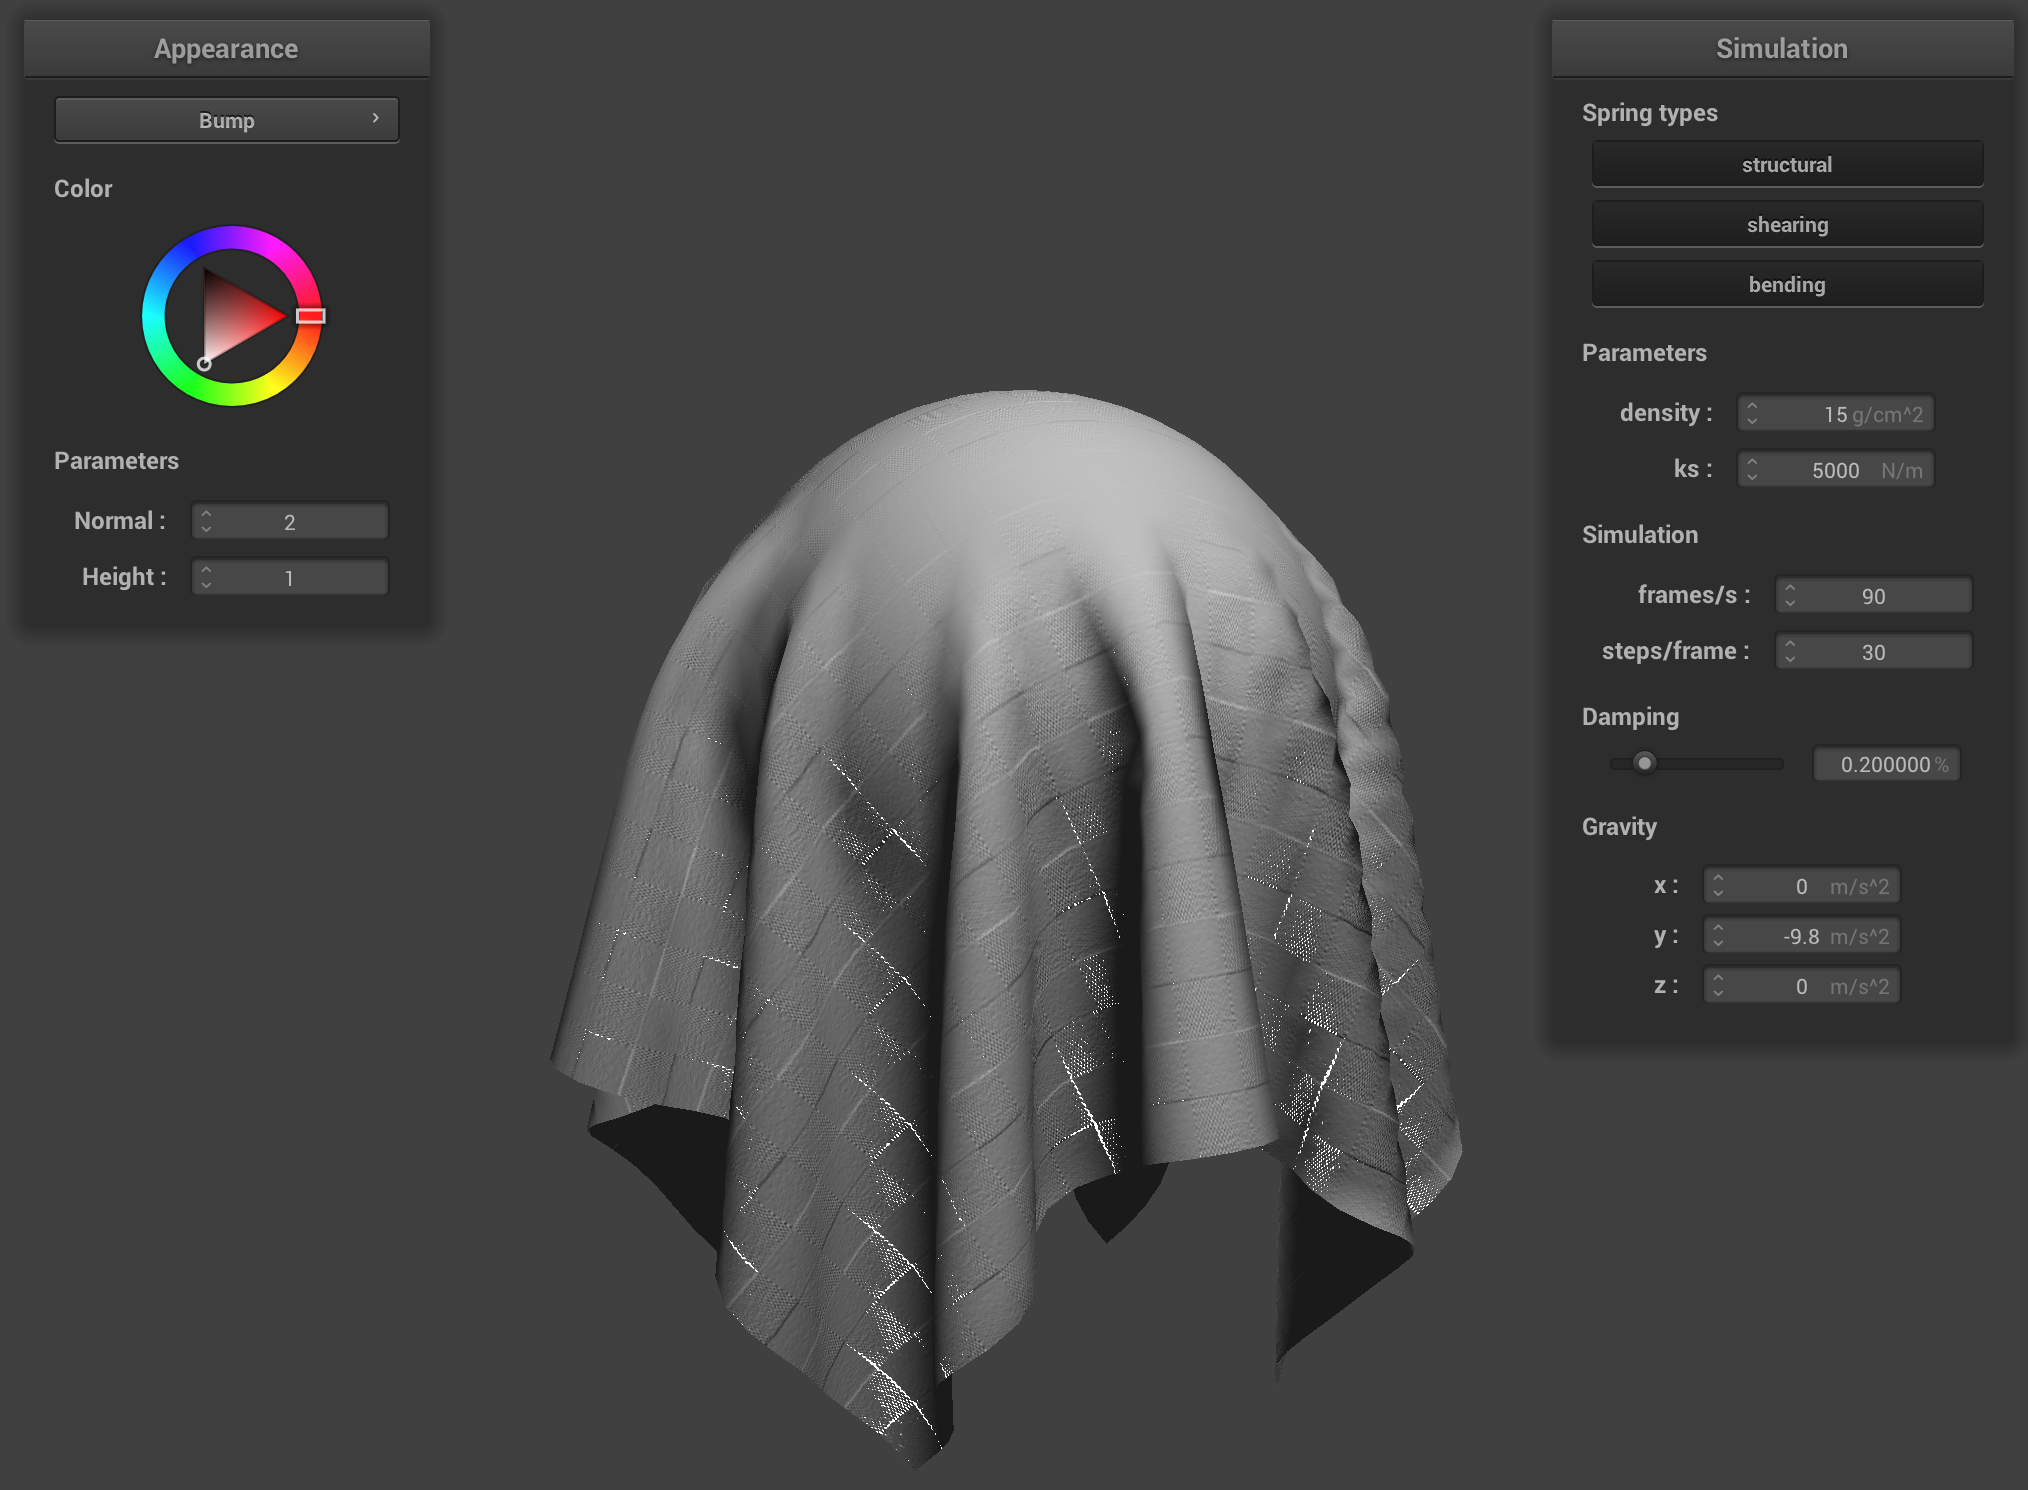 Appearance
Bump
Color
Parameters
Normal : 2
Height : 1
Simulation
Spring types
structural
shearing
bending
Parameters
density : 15 g/cm^2
ks : 5000 N/m
Simulation
frames/s : 90
steps/frame : 30
Damping
0.200000 %
Gravity
x : 0 m/s^2
y : -9.8 m/s^2
z : 0 m/s^2